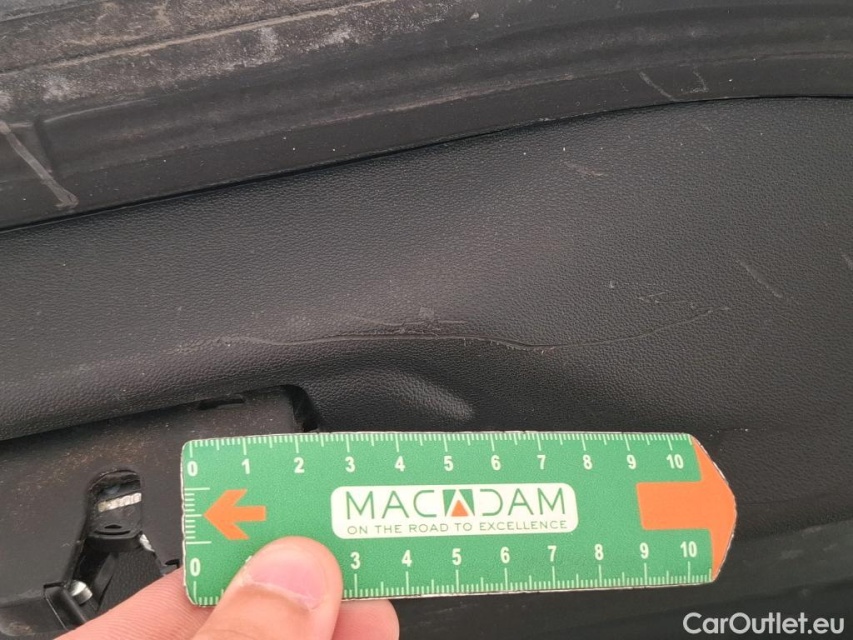 0 1 2 3 4 5 6 7 8 9 10
MACADAM
ON THE ROAD TO EXCELLENCE
0 3 4 5 6 7 8 9 10
CarOutlet.eu